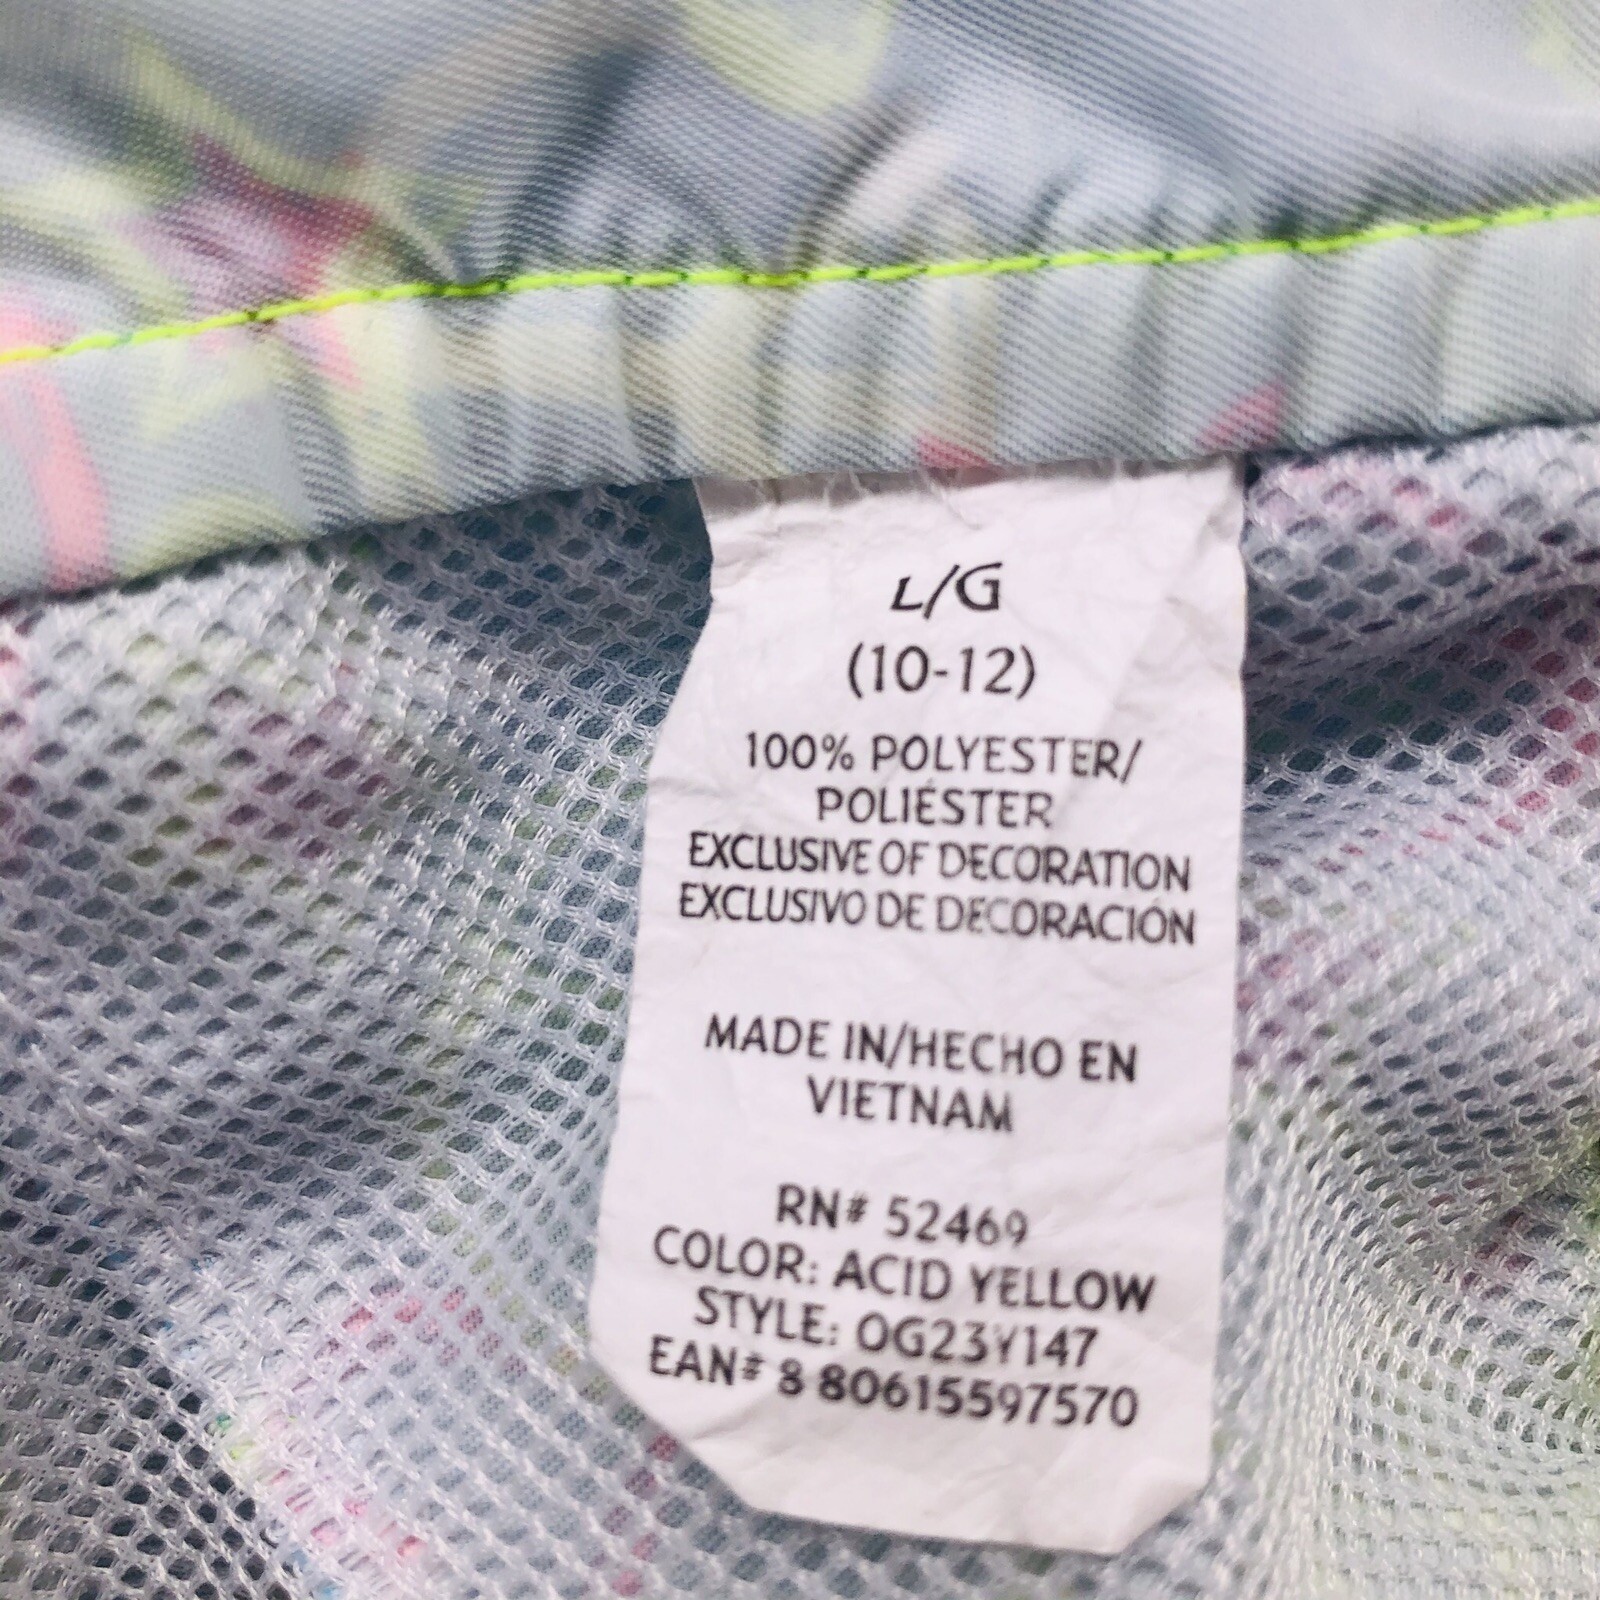 L/G
(10-12)
100% POLYESTER/
POLIÉSTER
EXCLUSIVE OF DECORATION
EXCLUSIVO DE DECORACIÓN
MADE IN/HECHO EN
VIETNAM
RN# 52469
COLOR: ACID YELLOW
STYLE: OG23Y147
EAN# 8 80615597570